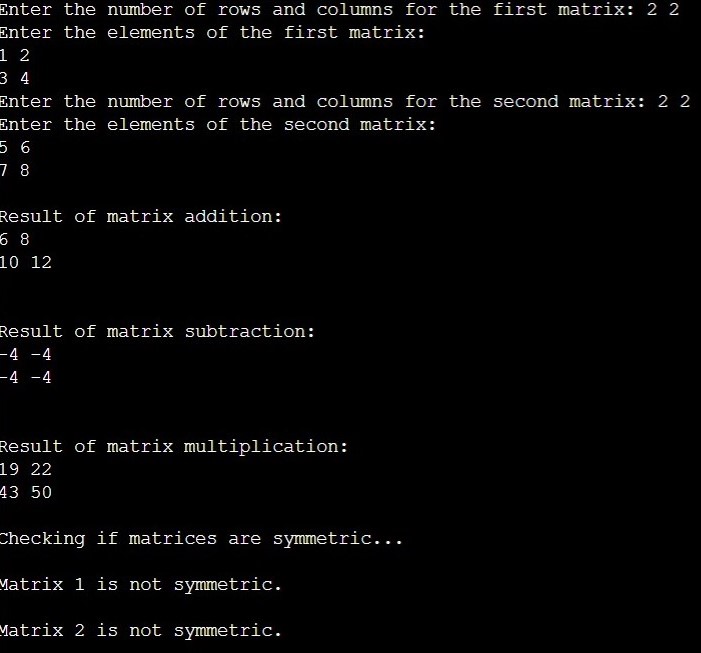 Enter the number of rows and columns for the first matrix: 2 2
Enter the elements of the first matrix:
1 2
3 4
Enter the number of rows and columns for the second matrix: 2 2
Enter the elements of the second matrix:
5 6
7 8
Result of matrix addition:
6 8
10 12
Result of matrix subtraction:
-4 -4
-4 -4
Result of matrix multiplication:
19 22
43 50
Checking if matrices are symmetric...
Matrix 1 is not symmetric.
Matrix 2 is not symmetric.